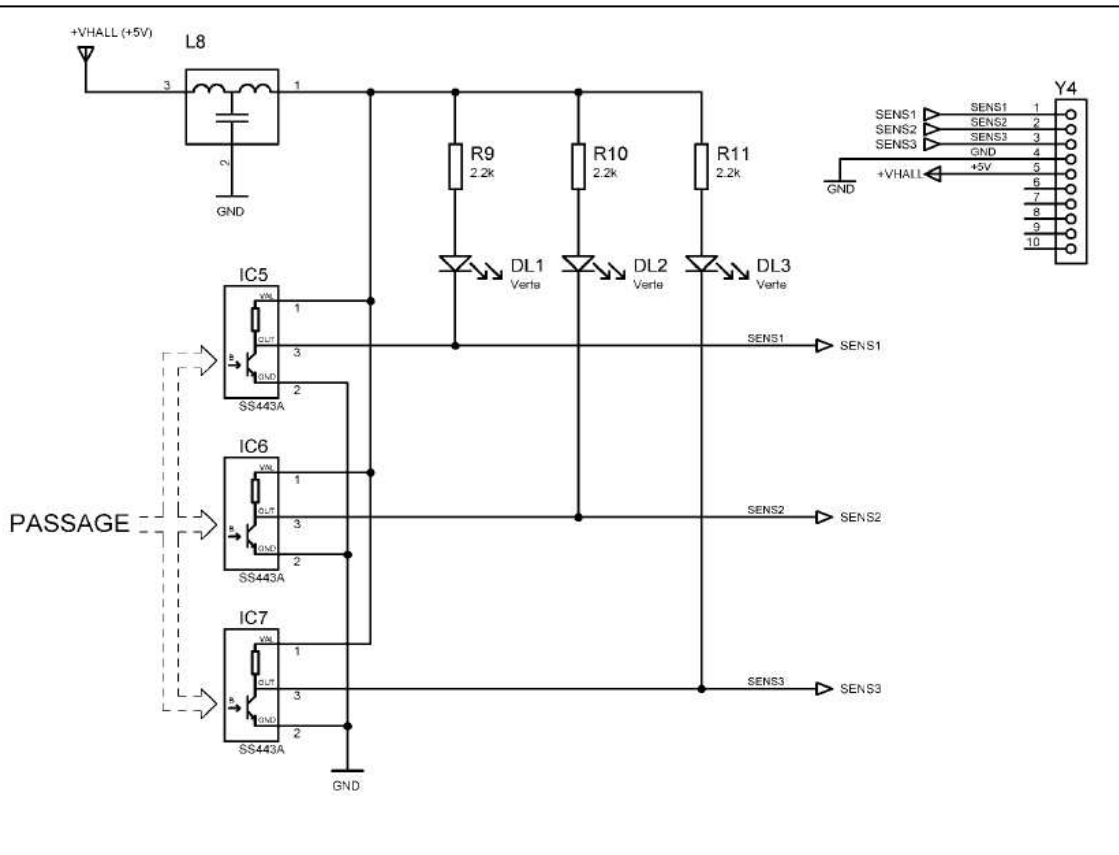 +VHALL (+5V)
L8
3
1
2
GND
R9
2.2k
R10
2.2k
R11
2.2k
DL1
Verte
DL2
Verte
DL3
Verte
Y4
SENS1 SENS1 1
SENS2 SENS2 2
SENS3 SENS3 3
GND GND 4
+VHALL +5V 5
6
7
8
9
10
IC5
VAL
1
OUT
3
B
GND
2
SS443A
SENS1 SENS1
IC6
VAL
1
OUT
3
B
GND
2
SS443A
SENS2 SENS2
PASSAGE
IC7
VAL
1
OUT
3
B
GND
2
SS443A
SENS3 SENS3
GND